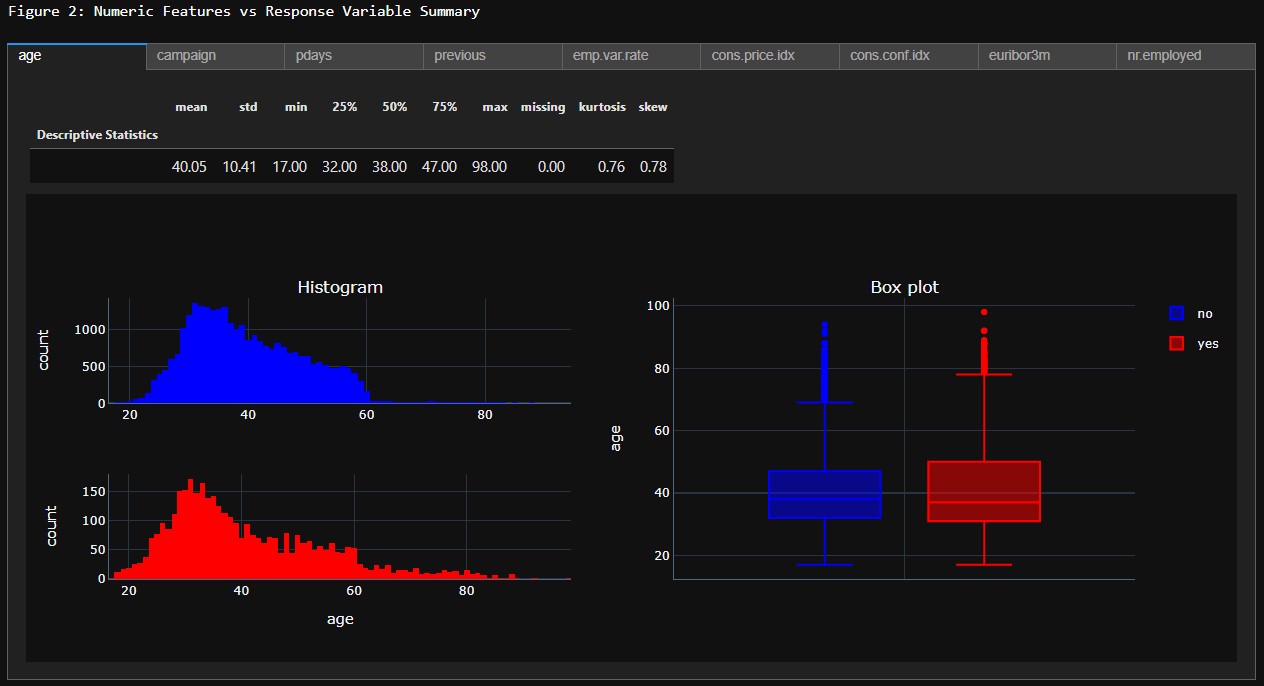 Figure 2: Numeric Features vs Response Variable Summary
age campaign pdays previous emp.var.rate cons.price.idx cons.conf.idx euribor3m nr.employed
mean std min 25% 50% 75% max missing kurtosis skew
Descriptive Statistics
40.05 10.41 17.00 32.00 38.00 47.00 98.00 0.00 0.76 0.78
Histogram
count
1000
500
0
20 40 60 80
count
150
100
50
0
20 40 60 80
age
Box plot
age
100
80
60
40
20
no
yes